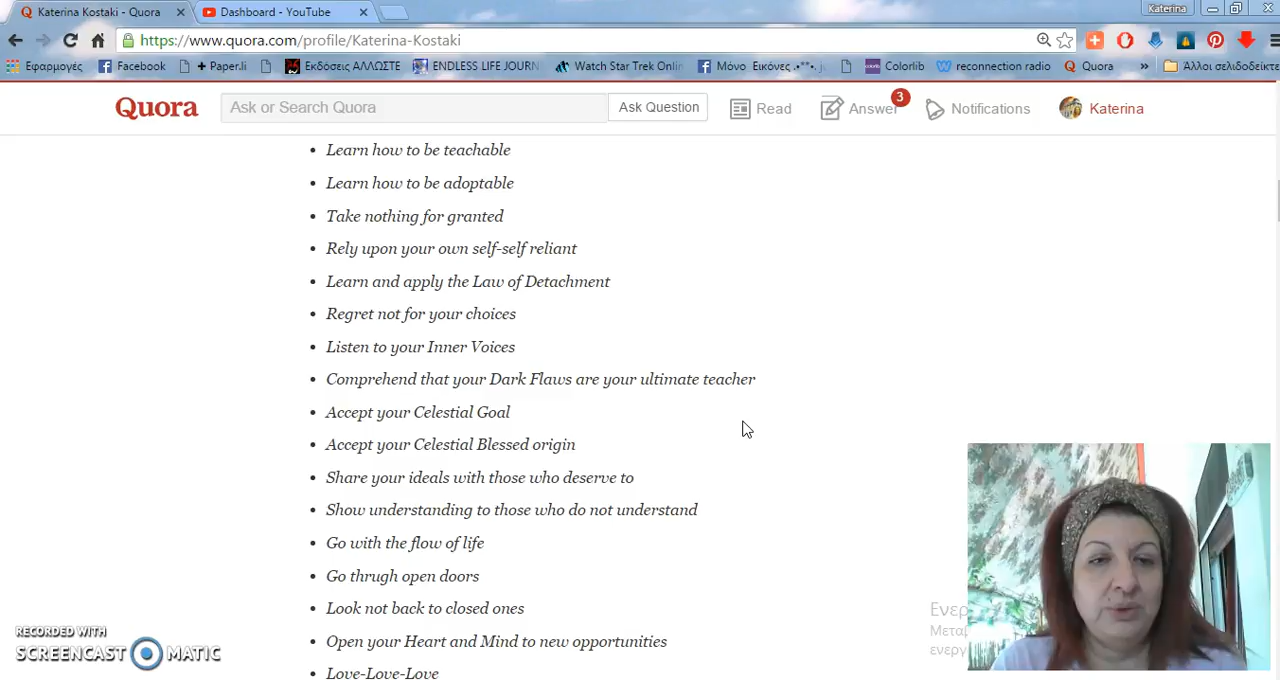 Katerina Kostaki - Quora
Dashboard - YouTube
Katerina
https://www.quora.com/profile/Katerina-Kostaki
Εφαρμογές Facebook + Paper.li Εκδόσεις ΑΛΛΩΣΤΕ ENDLESS LIFE JOURN Watch Star Trek Onlin Μόνο Εικόνες Colorlib reconnection radio Quora » Άλλοι σελιδοδείκτε
Quora
Ask or Search Quora
Ask Question
Read
Answer
3
Notifications
Katerina
• Learn how to be teachable
• Learn how to be adoptable
• Take nothing for granted
• Rely upon your own self-self reliant
• Learn and apply the Law of Detachment
• Regret not for your choices
• Listen to your Inner Voices
• Comprehend that your Dark Flaws are your ultimate teacher
• Accept your Celestial Goal
• Accept your Celestial Blessed origin
• Share your ideals with those who deserve to
• Show understanding to those who do not understand
• Go with the flow of life
• Go thrugh open doors
• Look not back to closed ones
• Open your Heart and Mind to new opportunities
• Love-Love-Love
Ενερ
Μετα
ενεργ
RECORDED WITH
SCREENCAST MATIC